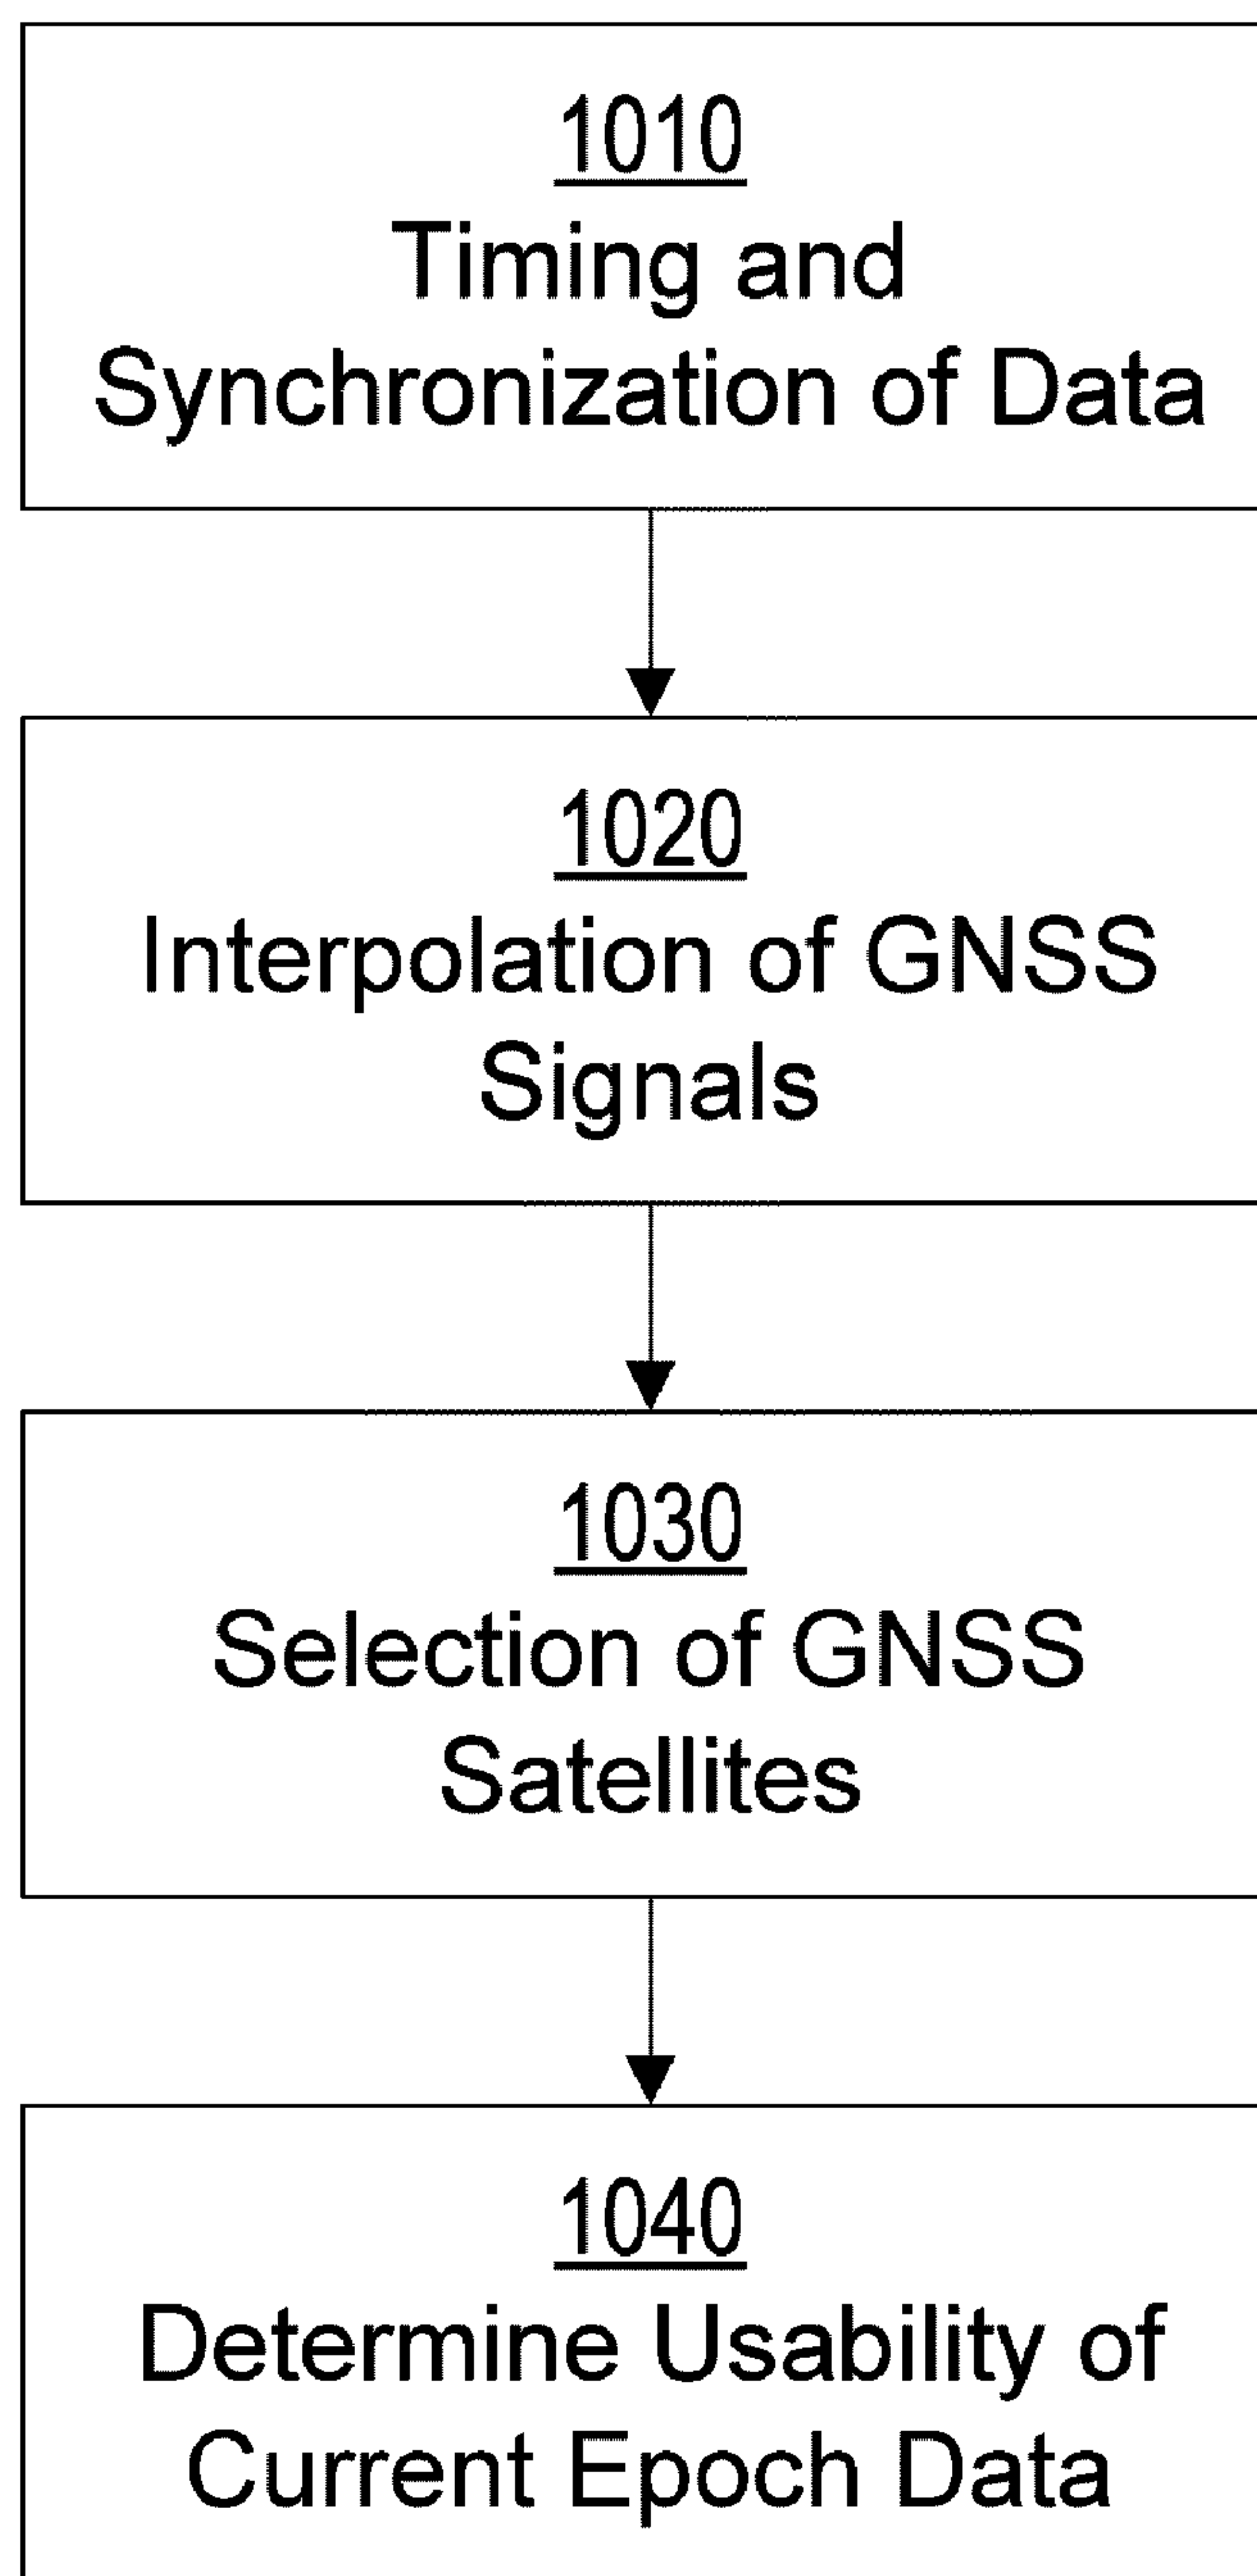 1010
Timing and
Synchronization of Data
1020
Interpolation of GNSS
Signals
1030
Selection of GNSS
Satellites
1040
Determine Usability of
Current Epoch Data